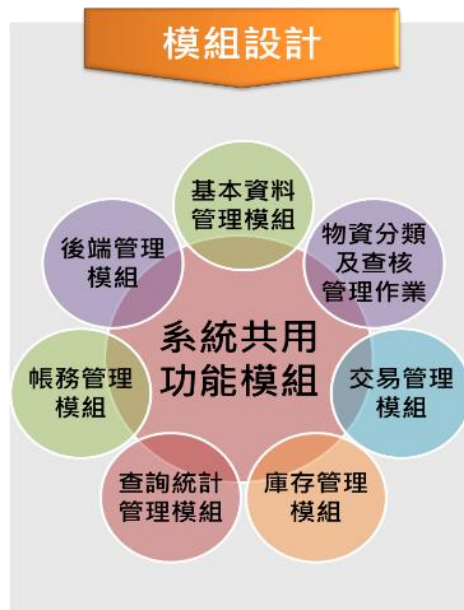 模組設計
基本資料
管理模組
物資分類
及查核
管理作業
交易管理
模組
庫存管理
模組
查詢統計
管理模組
帳務管理
模組
後端管理
模組
系統共用
功能模組